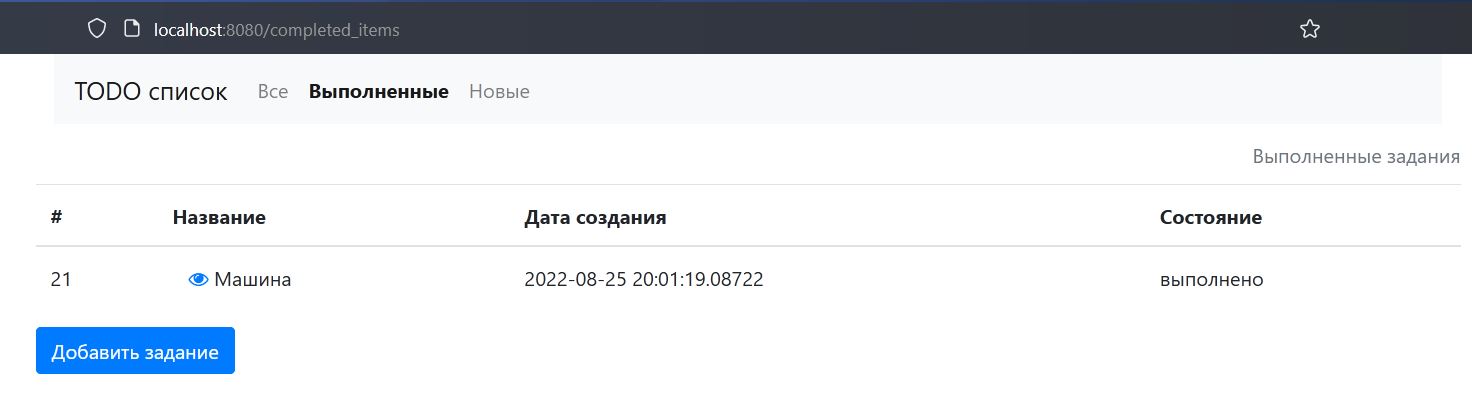 localhost:8080/completed_items
TODO список Все Выполненные Новые
Выполненные задания
# Название Дата создания Состояние
21 Машина 2022-08-25 20:01:19.08722 выполнено
Добавить задание